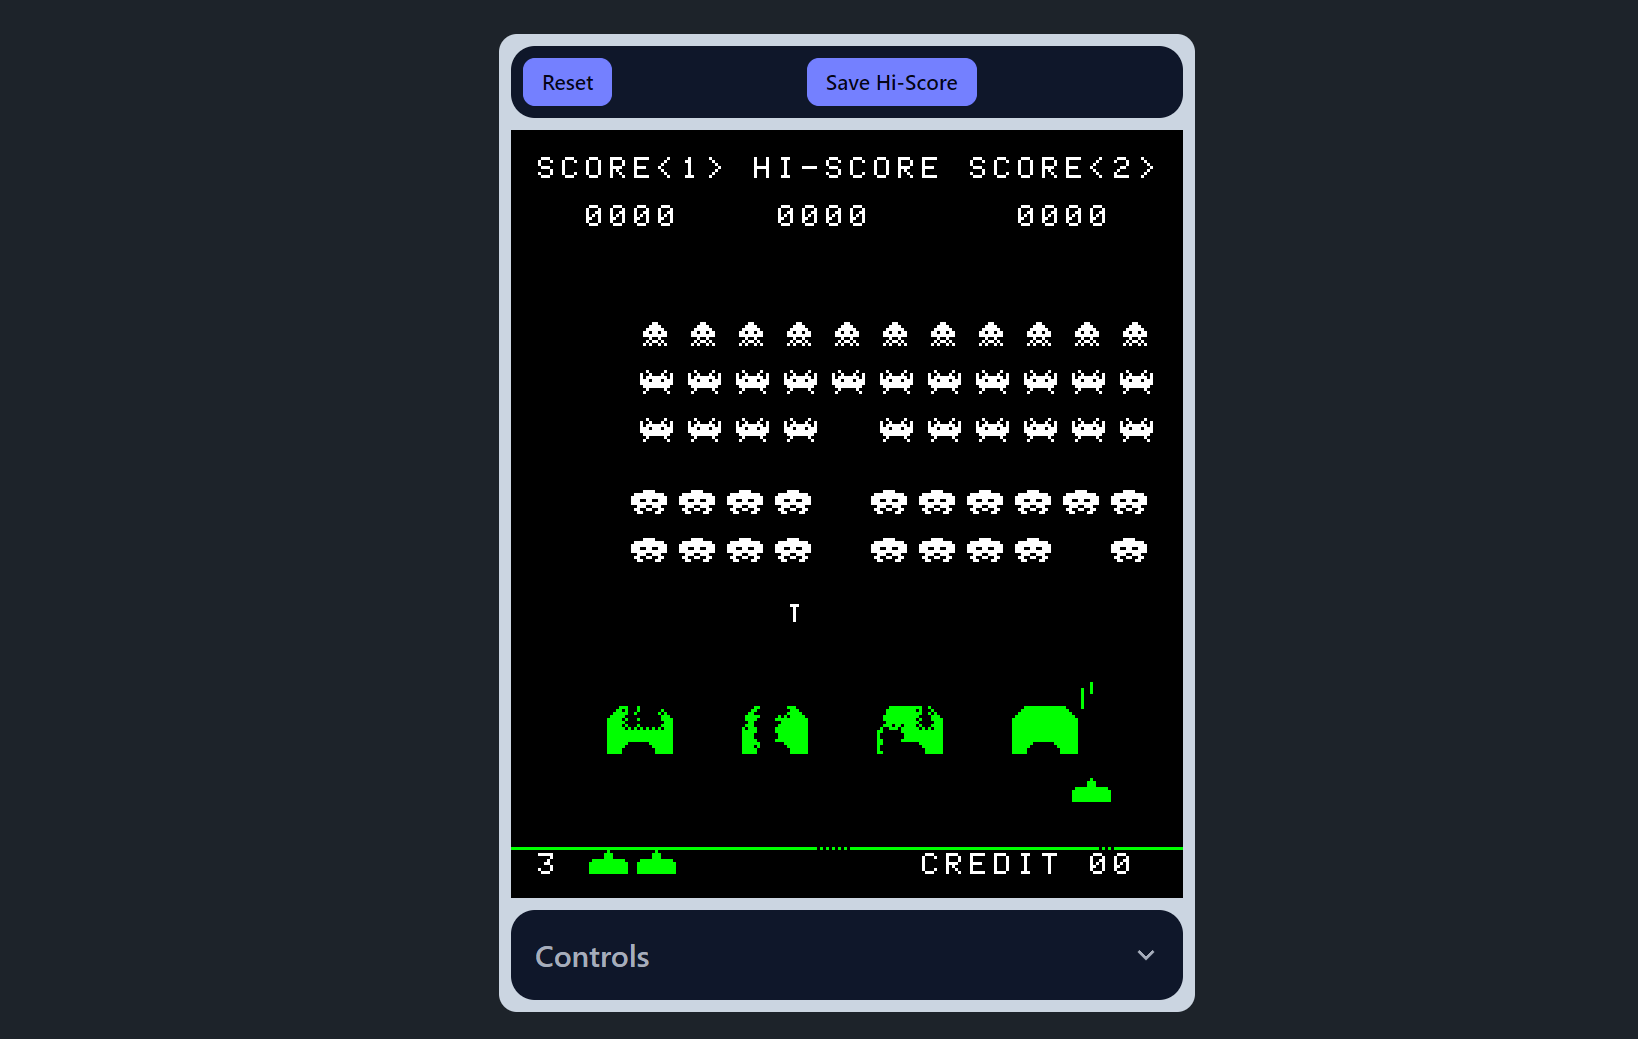 Reset Save Hi-Score
SCORE<1> HI-SCORE SCORE<2>
0000 0000 0000
3 CREDIT 00
Controls